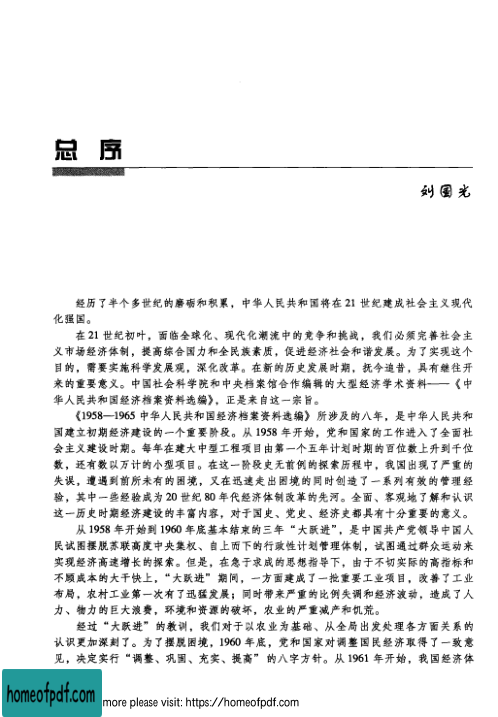 总 序
刘国光
经历了半个多世纪的磨砺和积累，中华人民共和国将在 21 世纪建成社会主义现代
化强国。
在 21 世纪初叶，面临全球化、现代化潮流中的竞争和挑战，我们必须完善社会主
义市场经济体制，提高综合国力和全民族素质，促进经济社会和谐发展。为了实现这个
目的，需要实施科学发展观，深化改革。在新的历史发展时期，抚今追昔，具有继往开
来的重要意义。中国社会科学院和中央档案馆合作编辑的大型经济学术资料——《中
华人民共和国经济档案资料选编》，正是来自这一宗旨。
《1958—1965 中华人民共和国经济档案资料选编》所涉及的八年，是中华人民共和
国建立初期经济建设的一个重要阶段。从 1958 年开始，党和国家的工作进入了全面社
会主义建设时期。每年在建大中型工程项目由第一个五年计划时期的百位数上升到千位
数，还有数以万计的小型项目。在这一阶段史无前例的探索历程中，我国出现了严重的
失误，遭遇到前所未有的困境，又在迅速走出困境的同时创造了一系列有效的管理经
验，其中一些经验成为 20 世纪 80 年代经济体制改革的先河。全面、客观地了解和认识
这一历史时期经济建设的丰富内容，对于国史、党史、经济史都具有十分重要的意义。
从 1958 年开始到 1960 年底基本结束的三年“大跃进”，是中国共产党领导中国人
民试图摆脱苏联高度中央集权、自上而下的行政性计划管理体制，试图通过群众运动来
实现经济高速增长的探索。但是，在急于求成的思想指导下，由于不切实际的高指标和
不顾成本的大干快上，“大跃进”期间，一方面建成了一批重要工业项目，改善了工业
布局，农村工业第一次有了迅猛发展；同时带来严重的比例失调和经济波动，造成了人
力、物力的巨大浪费，环境和资源的破坏，农业的严重减产和饥荒。
经过“大跃进”的教训，我们对于以农业为基础、从全局出发处理各方面关系的
认识更加深刻了。为了摆脱困境，1960 年底，党和国家对调整国民经济取得了一致意
见，决定实行“调整、巩固、充实、提高”的八字方针。从 1961 年开始，我国经济体
homeofpdf.com
more please visit: https://homeofpdf.com